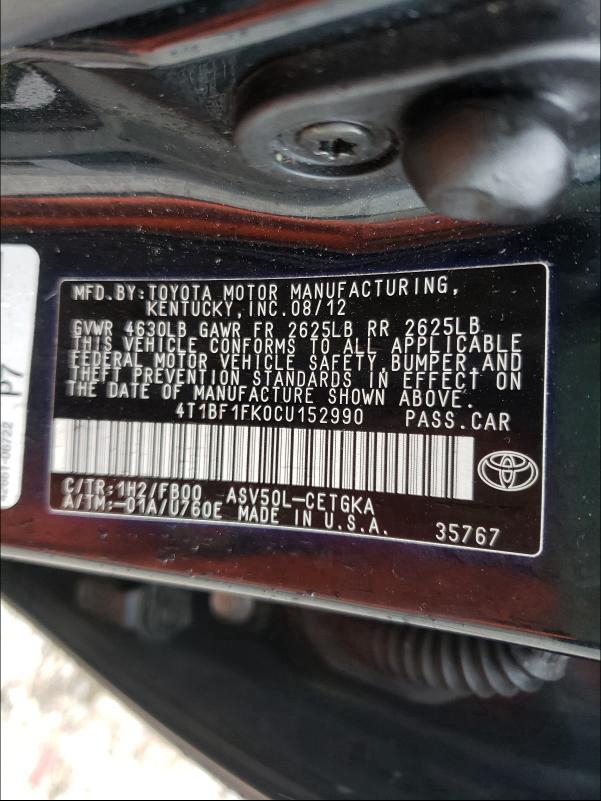 MFD.BY:TOYOTA MOTOR MANUFACTURING,
KENTUCKY,INC.08/12
GVWR 4630LB GAWR FR 2625LB RR 2625LB
THIS VEHICLE CONFORMS TO ALL APPLICABLE
FEDERAL MOTOR VEHICLE SAFETY,BUMPER,AND
THEFT PREVENTION STANDARDS IN EFFECT ON
THE DATE OF MANUFACTURE SHOWN ABOVE.
4T1BF1FK0CU152990 PASS.CAR
C/TR:1H2/FB00 ASV50L-CETGKA
A/TM:-01A/U760E MADE IN U.S.A. 35767
P7